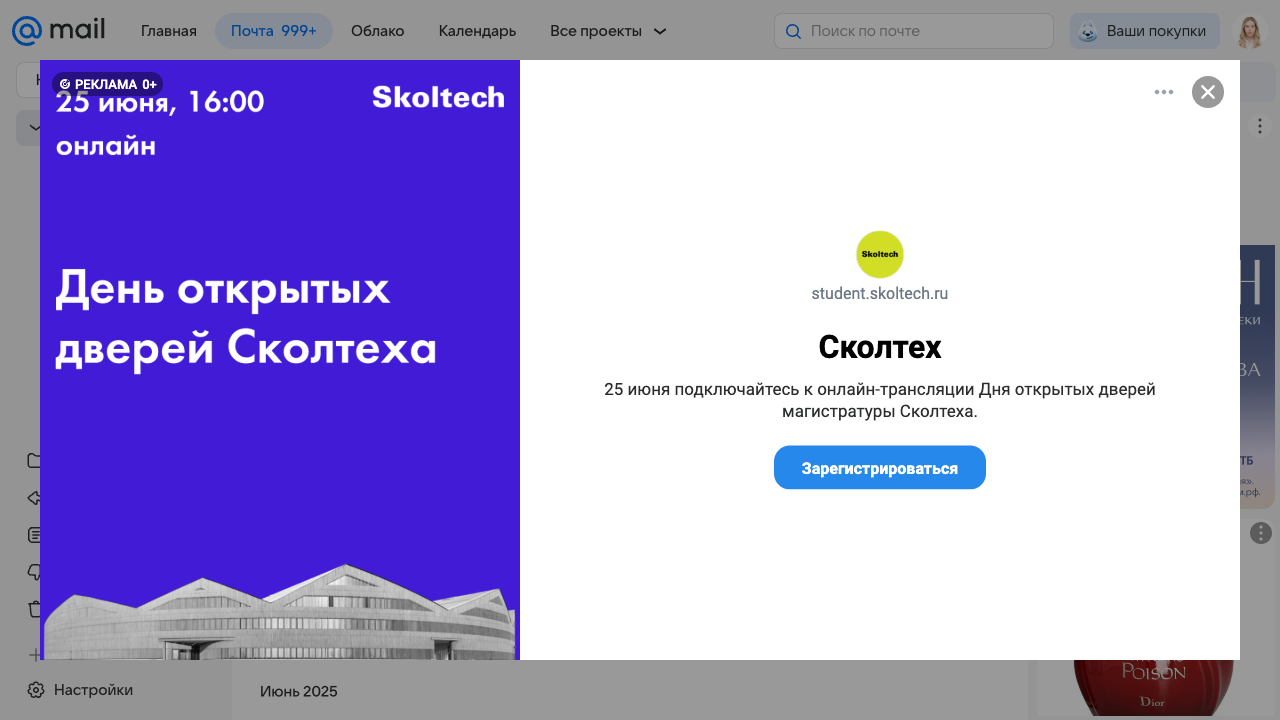 mail
Главная
Почта 999+
Облако
Календарь
Все проекты
Поиск по почте
Ваши покупки
РЕКЛАМА 0+
25 июня, 16:00
онлайн
Skoltech
День открытых
дверей Сколтеха
Skoltech
student.skoltech.ru
Сколтех
25 июня подключайтесь к онлайн-трансляции Дня открытых дверей
магистратуры Сколтеха.
Зарегистрироваться
Настройки
Июнь 2025
POISON
Dior